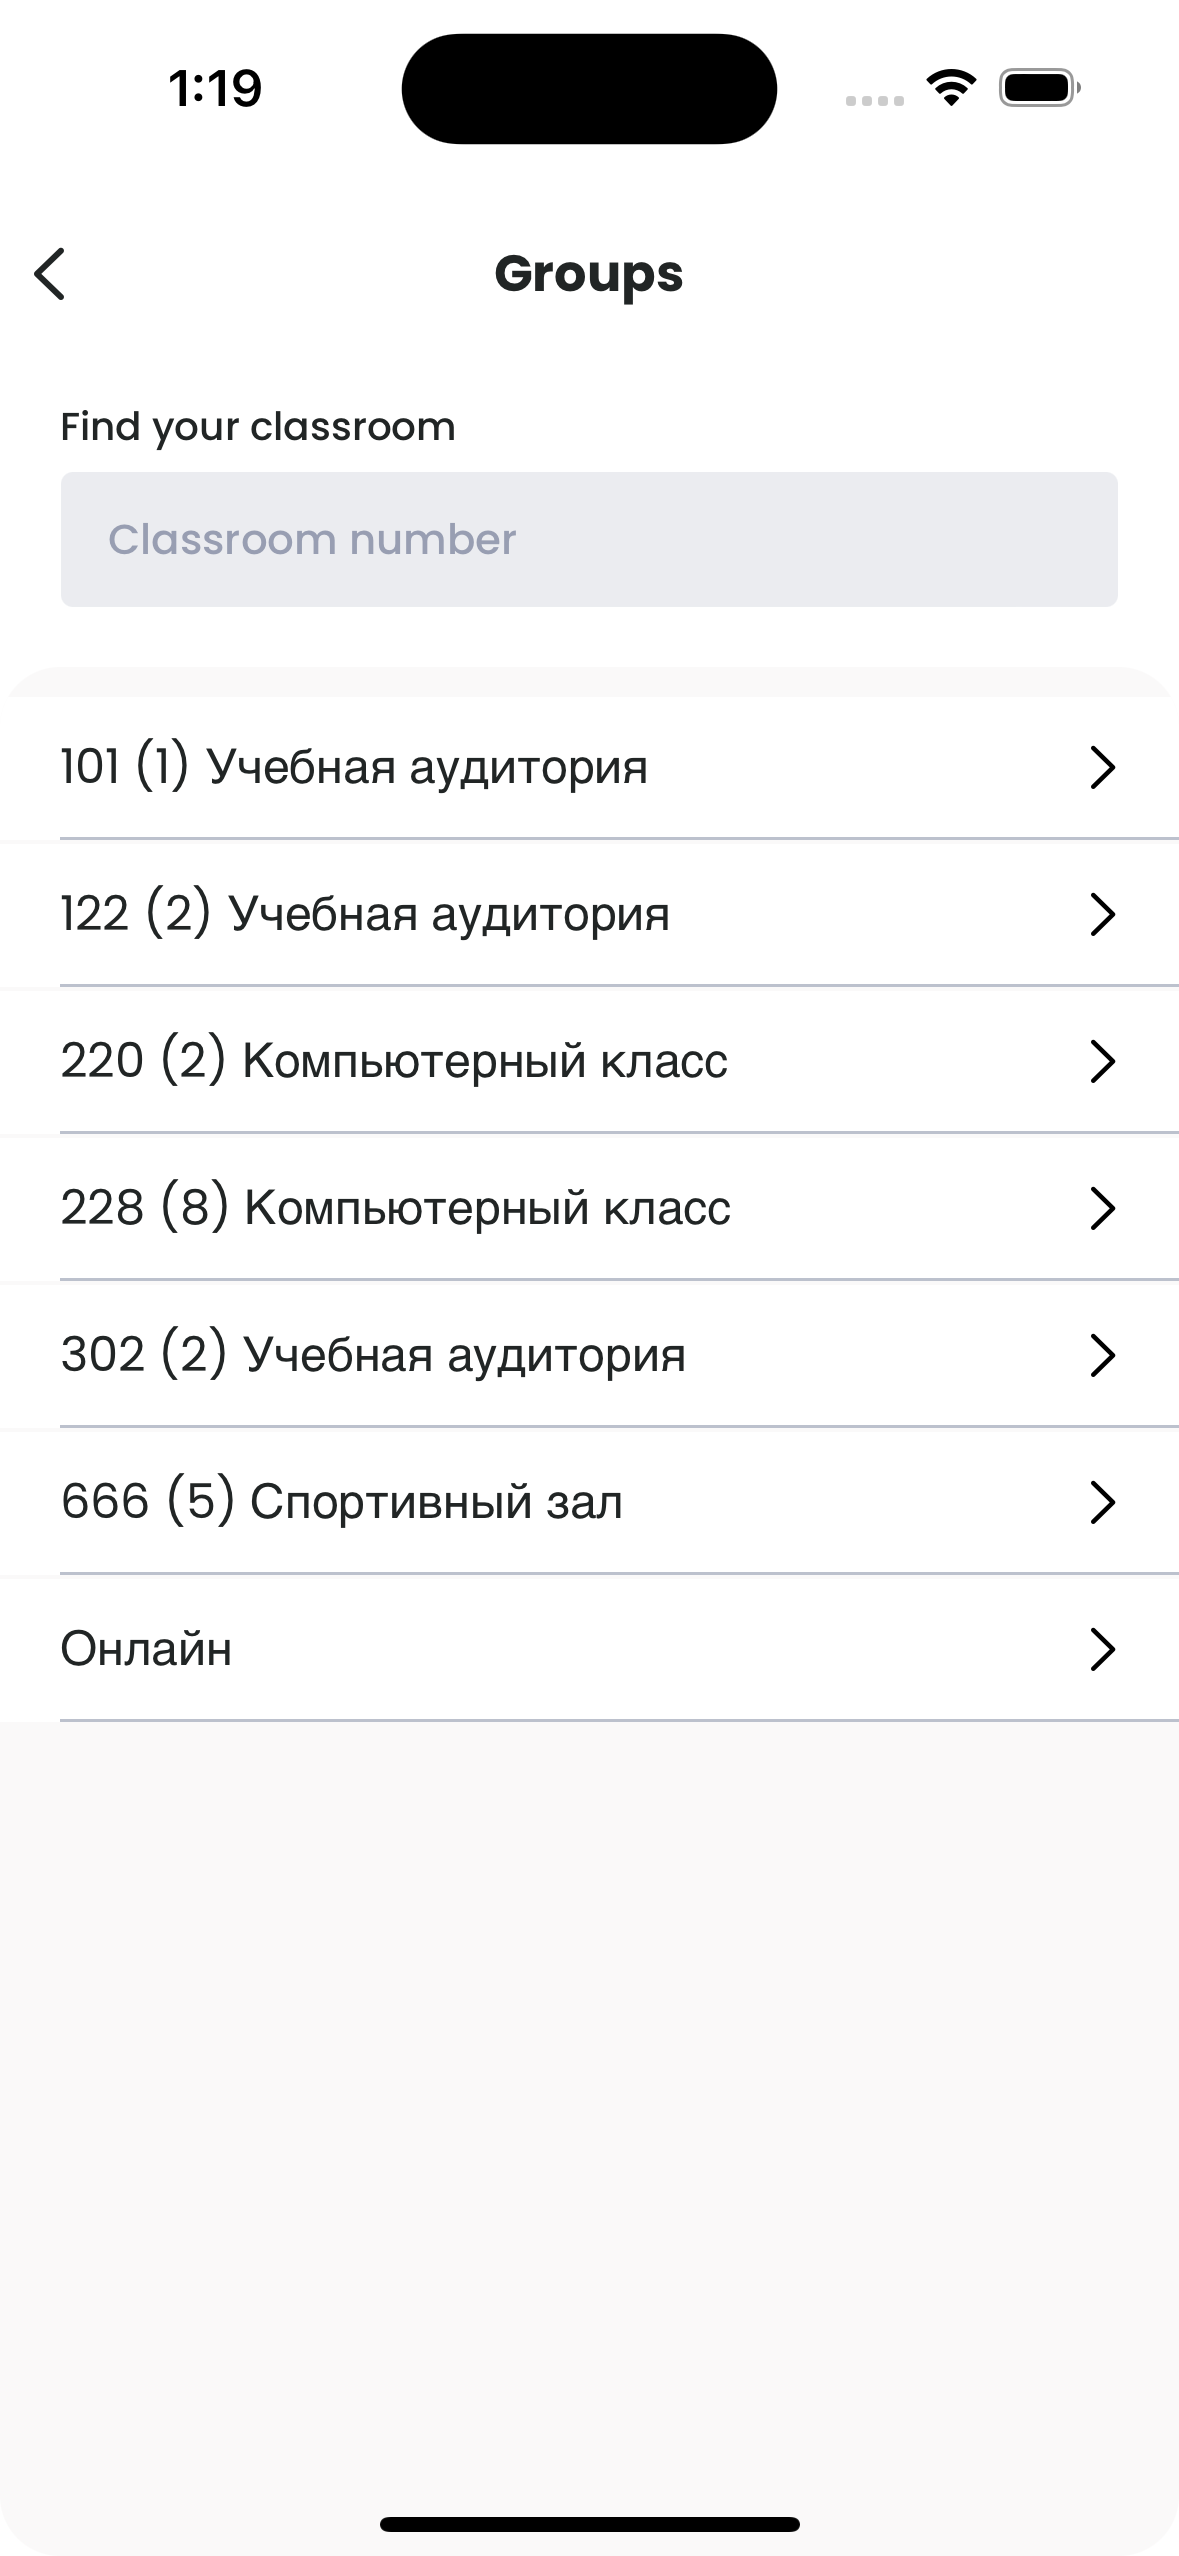 1:19
Groups
Find your classroom
Classroom number
101 (1) Учебная аудитория
122 (2) Учебная аудитория
220 (2) Компьютерный класс
228 (8) Компьютерный класс
302 (2) Учебная аудитория
666 (5) Спортивный зал
Онлайн